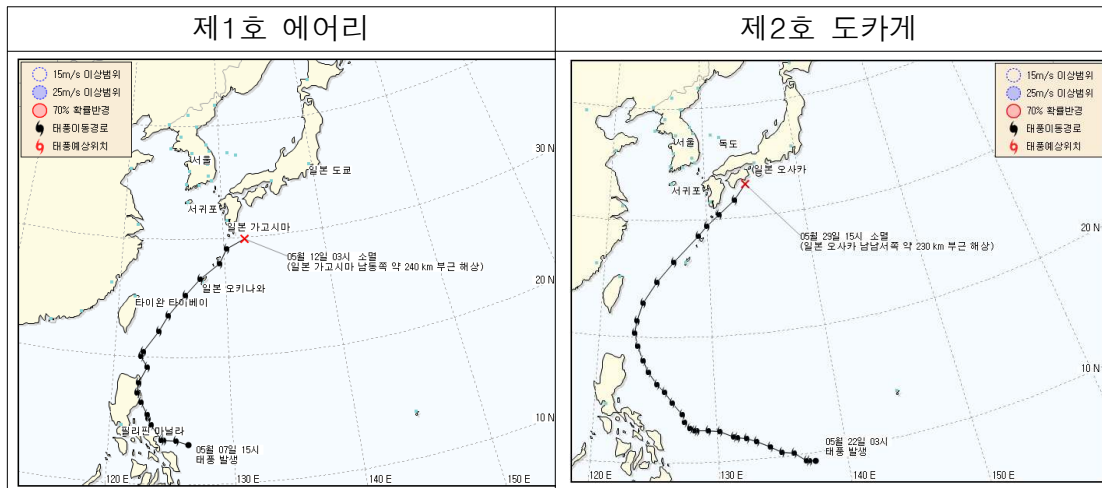 제1호 에어리
제2호 도카게
15m/s 이상범위
25m/s 이상범위
70% 확률반경
태풍이동경로
태풍예상위치
서울
서귀포
일본 도쿄
일본 가고시마
05월 12일 03시 소멸
(일본 가고시마 남동쪽 약 240 km 부근 해상)
일본 오키나와
타이완 타이베이
필리핀 마닐라
05월 07일 15시
태풍 발생
30 N
20 N
10 N
120 E
130 E
140 E
150 E
15m/s 이상범위
25m/s 이상범위
70% 확률반경
태풍이동경로
태풍예상위치
서울
독도
일본 오사카
서귀포
05월 29일 15시 소멸
(일본 오사카 남남서쪽 약 230 km 부근 해상)
05월 22일 03시
태풍 발생
30 N
20 N
10 N
120 E
130 E
140 E
150 E